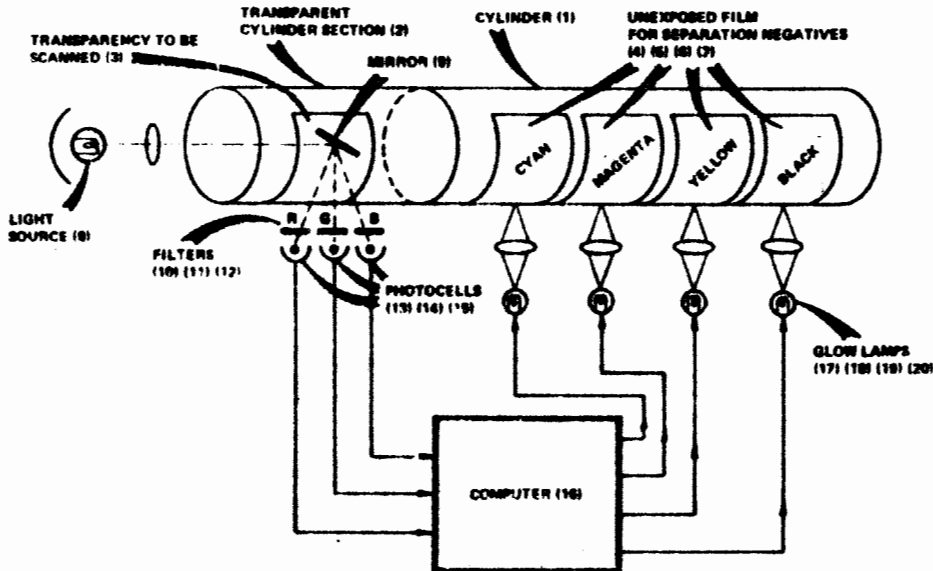 TRANSPARENT
CYLINDER SECTION (2)
CYLINDER (1)
UNEXPOSED FILM
FOR SEPARATION NEGATIVES
(4) (5) (6) (7)
TRANSPARENCY TO BE
SCANNED (3)
MIRROR (9)
CYAN
MAGENTA
YELLOW
BLACK
LIGHT
SOURCE (8)
R G B
FILTERS
(10) (11) (12)
PHOTOCELLS
(13) (14) (15)
GLOW LAMPS
(17) (18) (19) (20)
COMPUTER (16)